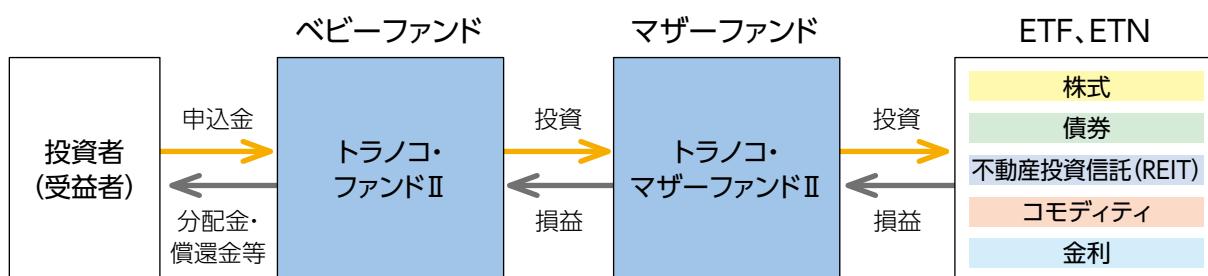 ベビーファンド
マザーファンド
ETF、ETN
投資者
(受益者)
申込金
分配金・
償還金等
トラノコ・
ファンドⅡ
投資
損益
トラノコ・
マザーファンドⅡ
投資
損益
株式
債券
不動産投資信託(REIT)
コモディティ
金利